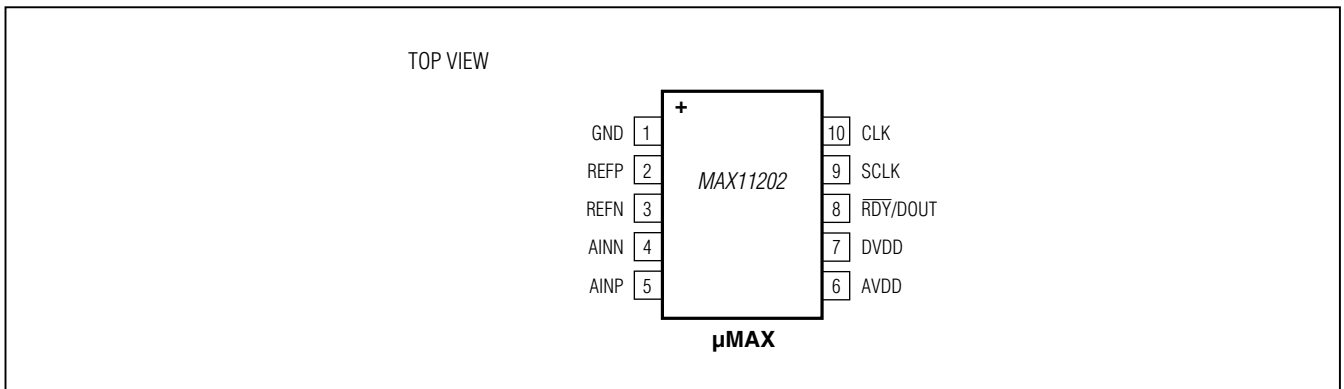 TOP VIEW
+
GND 1
10 CLK
REFP 2
9 SCLK
MAX11202
REFN 3
8 R̅D̅Y̅/DOUT
AINN 4
7 DVDD
AINP 5
6 AVDD
µMAX